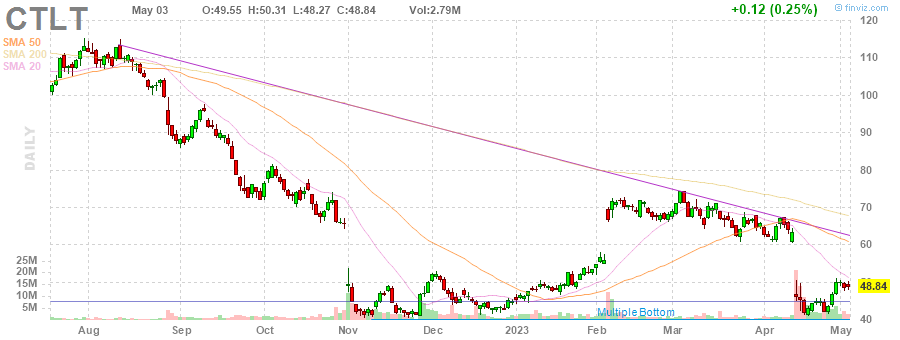 CTLT May 03 O:49.55 H:50.31 L:48.27 C:48.84 Vol:2.79M +0.12 (0.25%) © finviz.com
SMA 50
SMA 200
SMA 20
DAILY
120
110
100
90
80
70
60
50
48.84
40
25M
20M
15M
10M
5M
Multiple Bottom
Aug Sep Oct Nov Dec 2023 Feb Mar Apr May